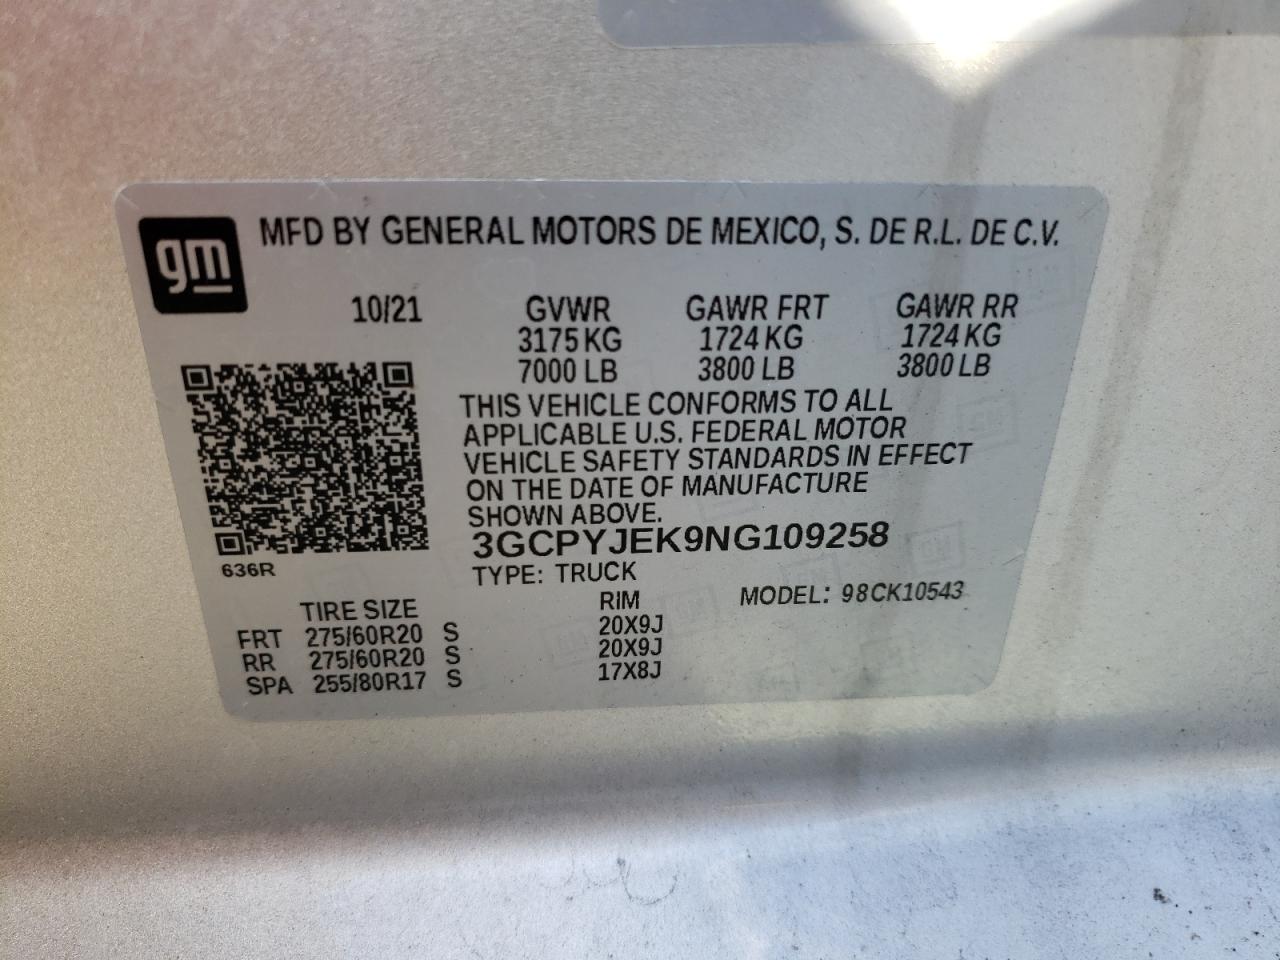 gm
MFD BY GENERAL MOTORS DE MEXICO, S. DE R.L. DE C.V.
10/21 GVWR GAWR FRT GAWR RR
3175 KG 1724 KG 1724 KG
7000 LB 3800 LB 3800 LB
THIS VEHICLE CONFORMS TO ALL
APPLICABLE U.S. FEDERAL MOTOR
VEHICLE SAFETY STANDARDS IN EFFECT
ON THE DATE OF MANUFACTURE
SHOWN ABOVE.
3GCPYJEK9NG109258
636R
TYPE: TRUCK
MODEL: 98CK10543
TIRE SIZE RIM
FRT 275/60R20 S 20X9J
RR 275/60R20 S 20X9J
SPA 255/80R17 S 17X8J